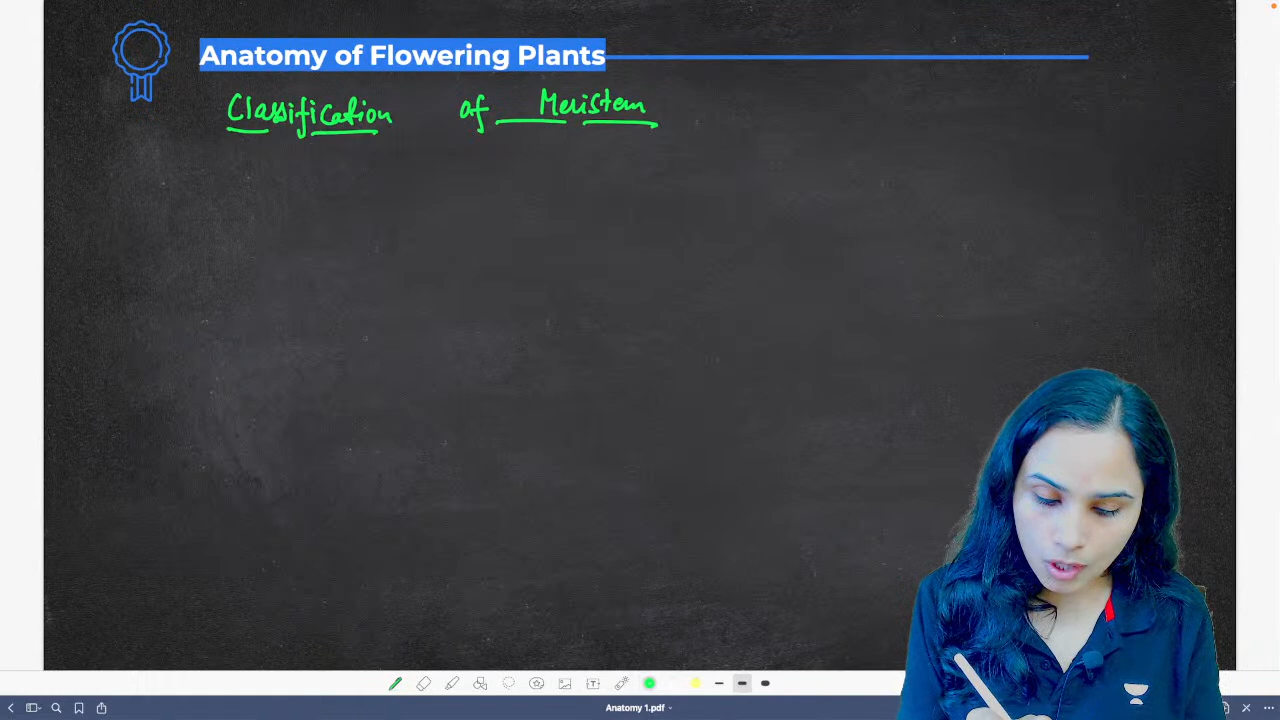 Anatomy of Flowering Plants
Classification of Meristem
Anatomy 1.pdf